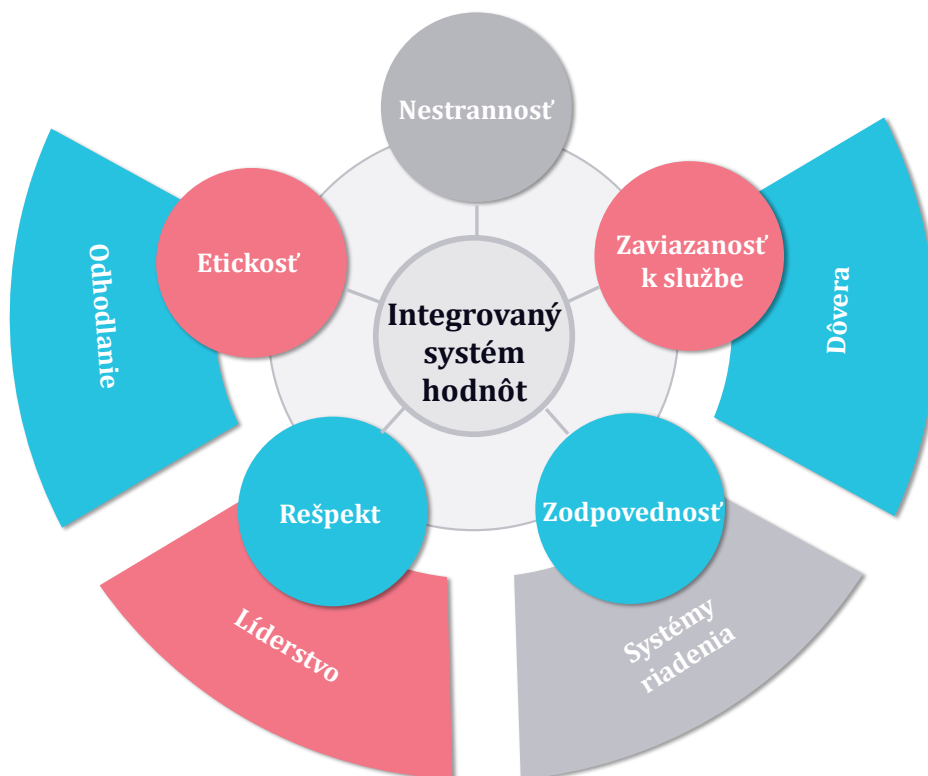 Nestrannosť
Etickosť
Zaviazanosť
k službe
Odhodlanie
Dôvera
Integrovaný
systém
hodnôt
Rešpekt
Zodpovednosť
Líderstvo
Systémy
riadenia